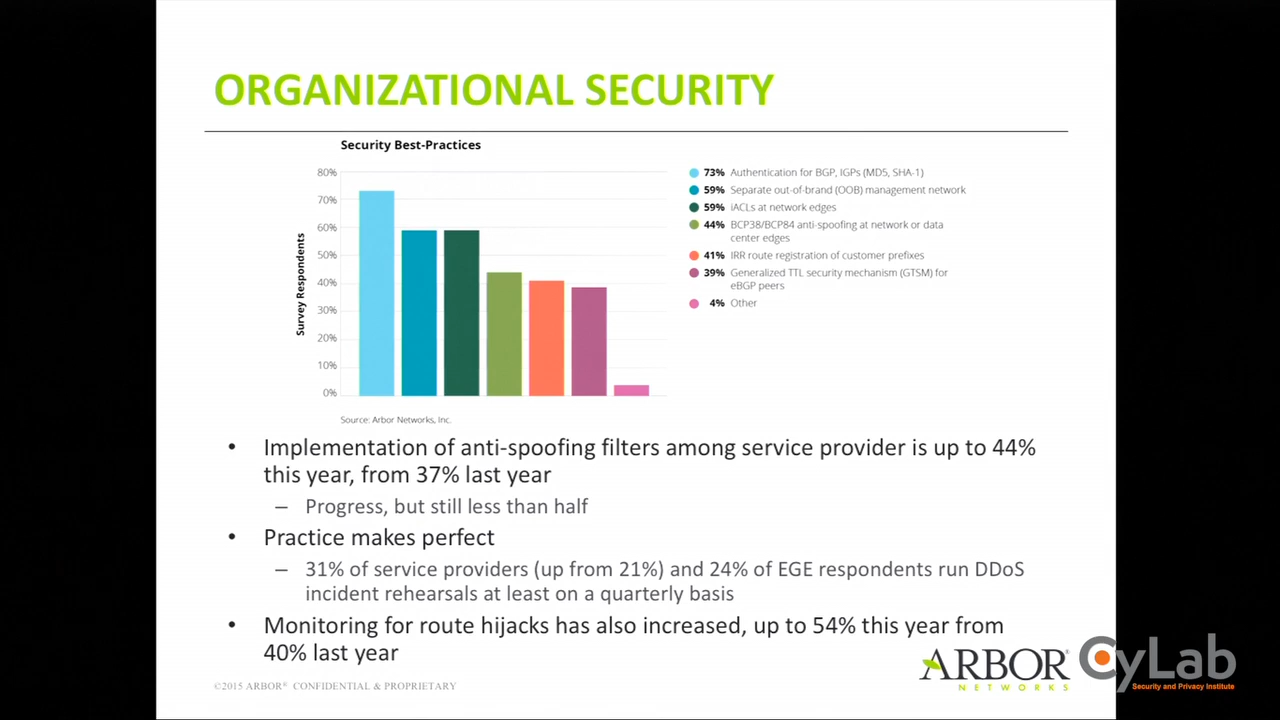 ORGANIZATIONAL SECURITY
Security Best-Practices
80%
70%
60%
50%
40%
30%
20%
10%
0%
Survey Respondents
73% Authentication for BGP, IGPs (MD5, SHA-1)
59% Separate out-of-brand (OOB) management network
59% iACLs at network edges
44% BCP38/BCP84 anti-spoofing at network or data
center edges
41% IRR route registration of customer prefixes
39% Generalized TTL security mechanism (GTSM) for
eBGP peers
4% Other
Source: Arbor Networks, Inc.
• Implementation of anti-spoofing filters among service provider is up to 44%
this year, from 37% last year
– Progress, but still less than half
• Practice makes perfect
– 31% of service providers (up from 21%) and 24% of EGE respondents run DDoS
incident rehearsals at least on a quarterly basis
• Monitoring for route hijacks has also increased, up to 54% this year from
40% last year
©2015 ARBOR® CONFIDENTIAL & PROPRIETARY
ARBOR®
NETWORKS
CyLab
Security and Privacy Institute